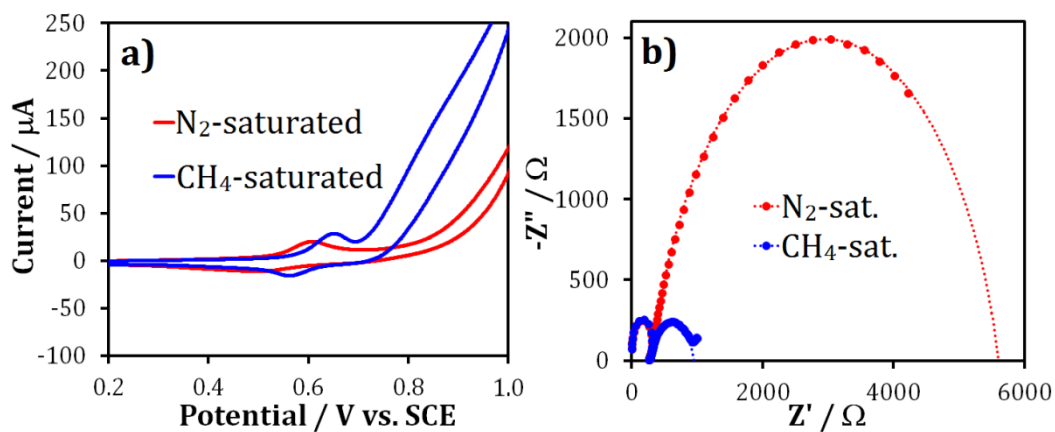 a)
250
200
150
100
50
0
-50
-100
Current / μA
N₂-saturated
CH₄-saturated
0.2 0.4 0.6 0.8 1.0
Potential / V vs. SCE
b)
2000
1500
1000
500
0
-Z" / Ω
N₂-sat.
CH₄-sat.
0 2000 4000 6000
Z' / Ω